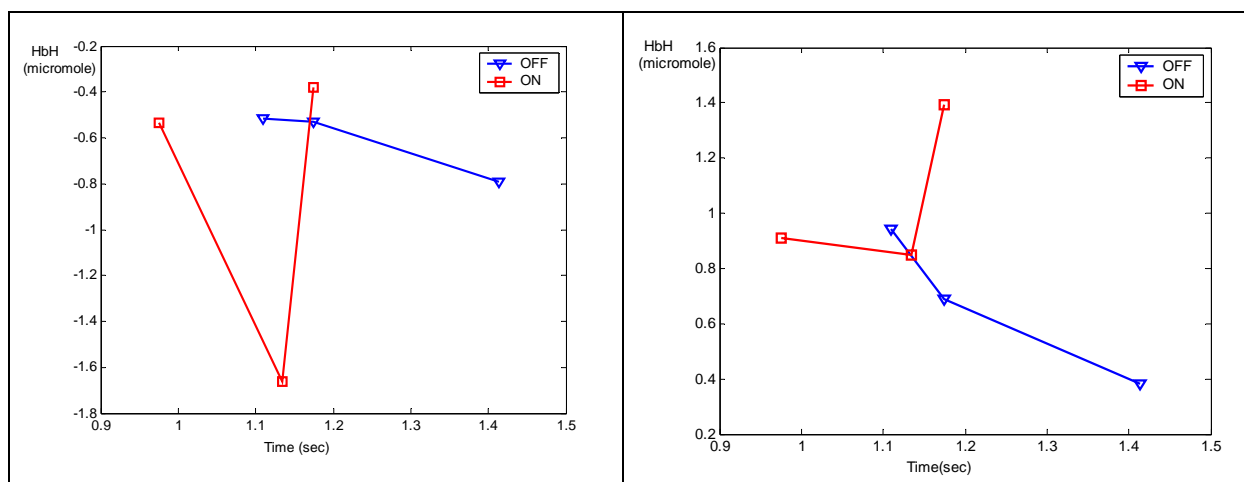 HbH
(micromole)
-0.2
-0.4
-0.6
-0.8
-1
-1.2
-1.4
-1.6
-1.8
0.9 1 1.1 1.2 1.3 1.4 1.5
Time (sec)
OFF
ON
HbH
(micromole)
1.6
1.4
1.2
1
0.8
0.6
0.4
0.2
0.9 1 1.1 1.2 1.3 1.4 1.5
Time(sec)
OFF
ON